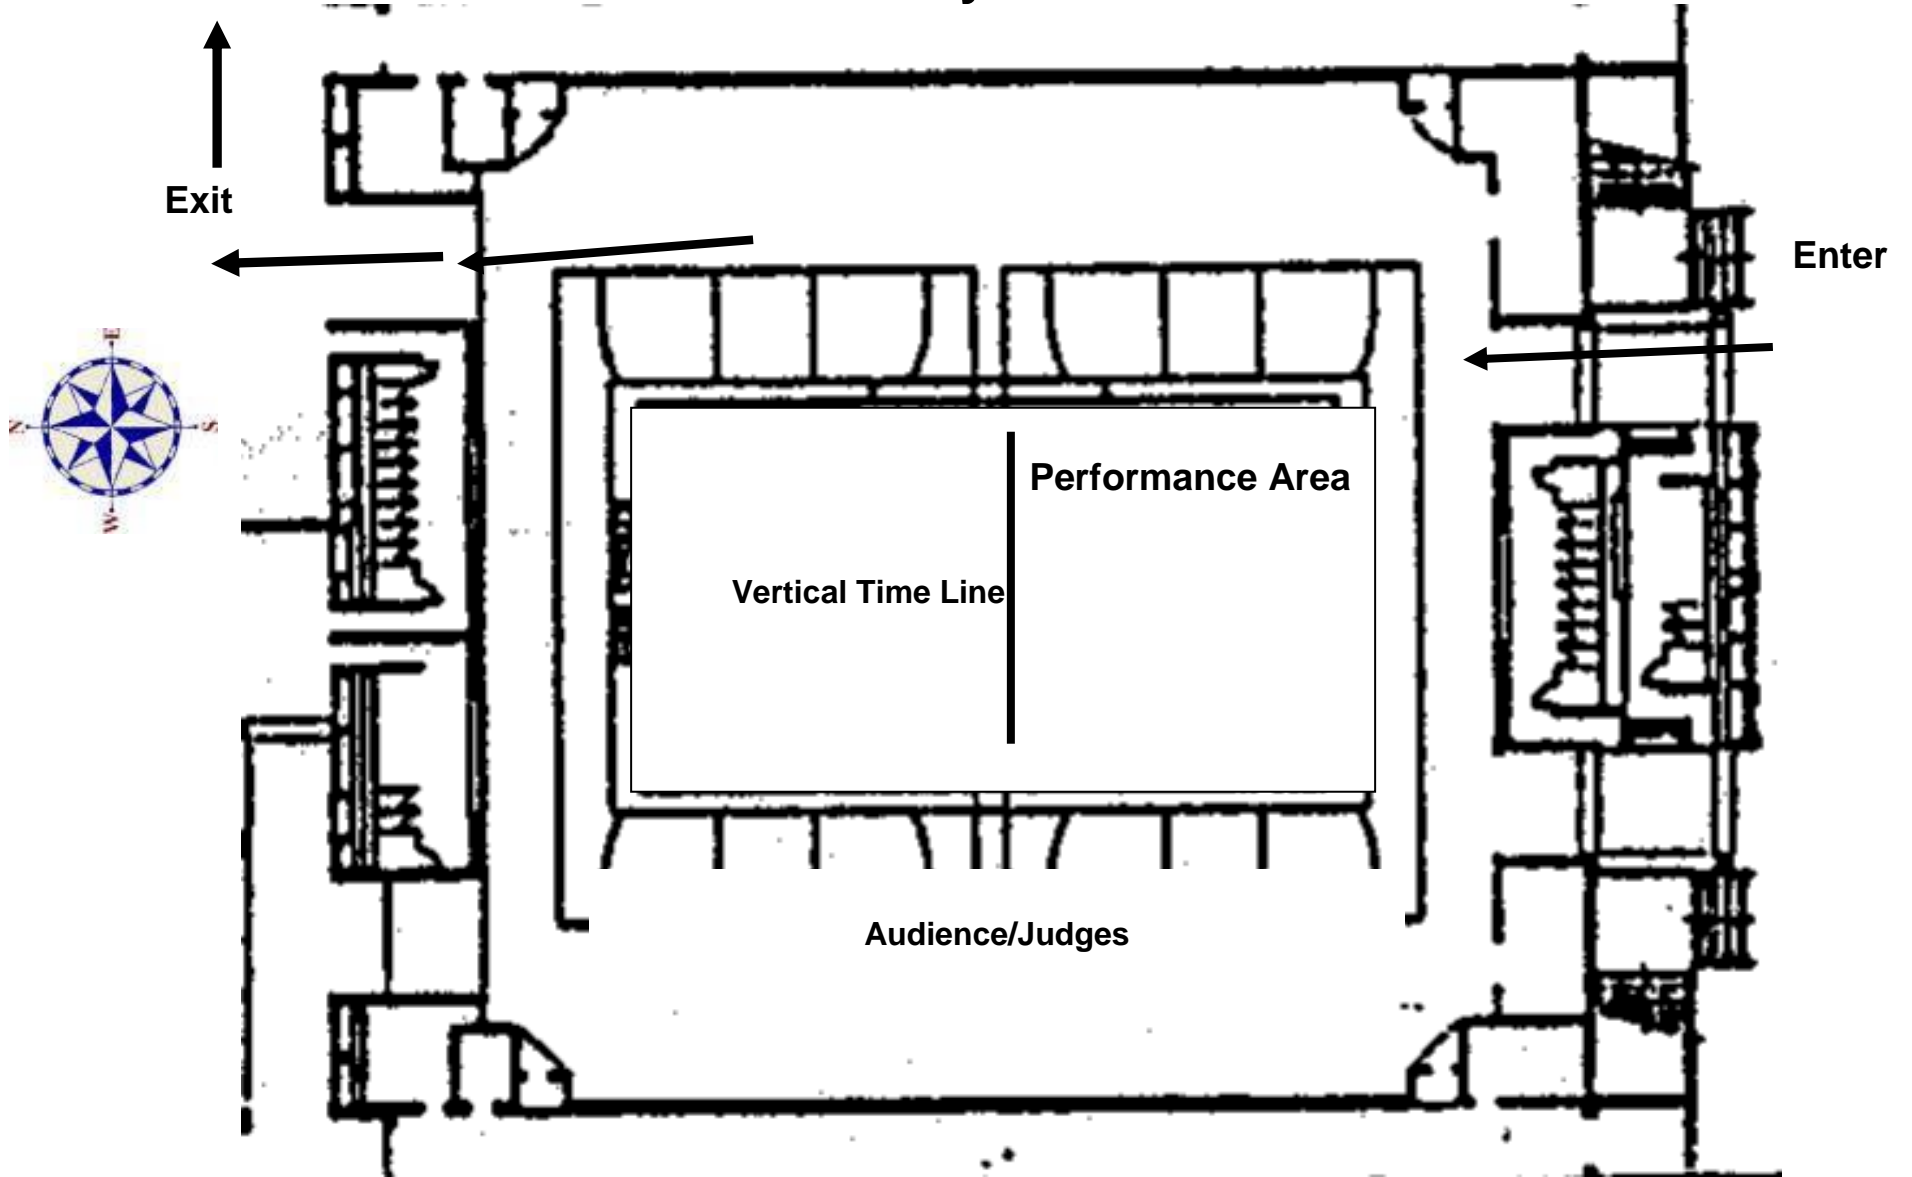 Exit
Enter
E
N
S
W
Performance Area
Vertical Time Line
Audience/Judges